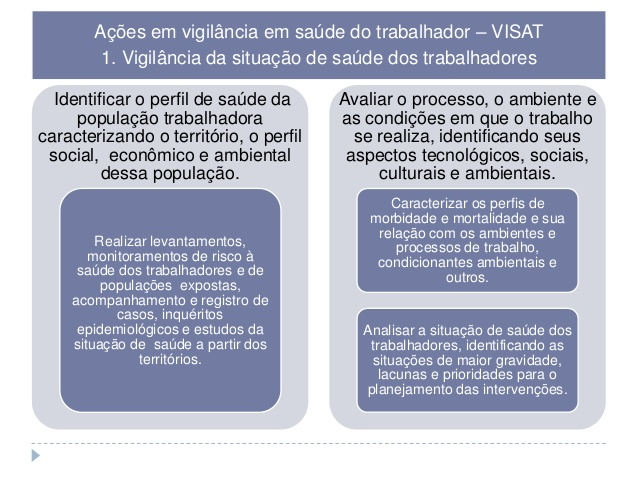 Ações em vigilância em saúde do trabalhador – VISAT
1. Vigilância da situação de saúde dos trabalhadores
Identificar o perfil de saúde da
população trabalhadora
caracterizando o território, o perfil
social, econômico e ambiental
dessa população.
Realizar levantamentos,
monitoramentos de risco à
saúde dos trabalhadores e de
populações expostas,
acompanhamento e registro de
casos, inquéritos
epidemiológicos e estudos da
situação de saúde a partir dos
territórios.
Avaliar o processo, o ambiente e
as condições em que o trabalho
se realiza, identificando seus
aspectos tecnológicos, sociais,
culturais e ambientais.
Caracterizar os perfis de
morbidade e mortalidade e sua
relação com os ambientes e
processos de trabalho,
condicionantes ambientais e
outros.
Analisar a situação de saúde dos
trabalhadores, identificando as
situações de maior gravidade,
lacunas e prioridades para o
planejamento das intervenções.